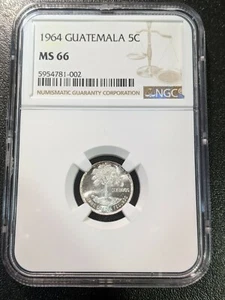 1964 GUATEMALA 5C
MS 66
5954781-002
NUMISMATIC GUARANTY CORPORATION
NGC